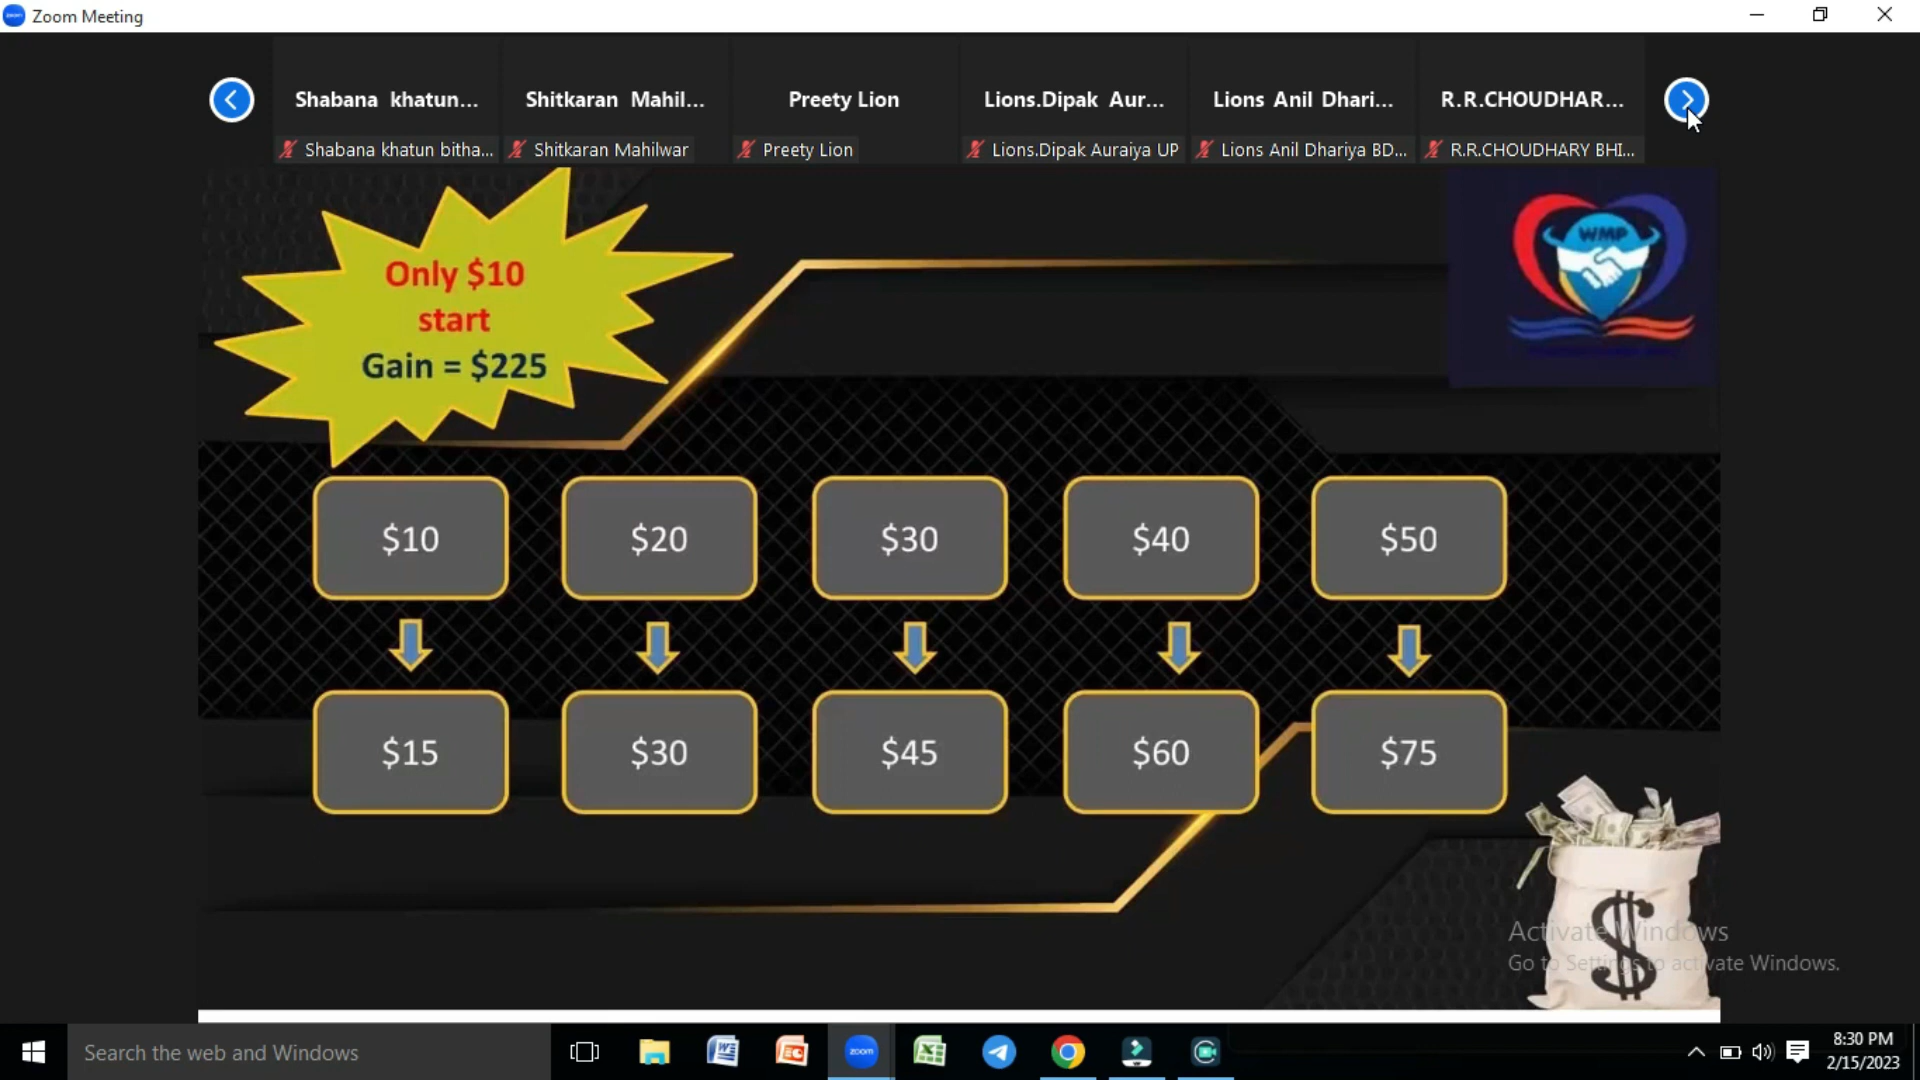 Zoom Meeting
Shabana khatun...
Shitkaran Mahil...
Preety Lion
Lions.Dipak Aur...
Lions Anil Dhari...
R.R.CHOUDHAR...
Shabana khatun bitha...
Shitkaran Mahilwar
Preety Lion
Lions.Dipak Auraiya UP
Lions Anil Dhariya BD...
R.R.CHOUDHARY BHI...
Only $10
start
Gain = $225
WMP
$10
$20
$30
$40
$50
$15
$30
$45
$60
$75
$
Activate Windows
Go to Settings to activate Windows.
Search the web and Windows
zoom
8:30 PM
2/15/2023